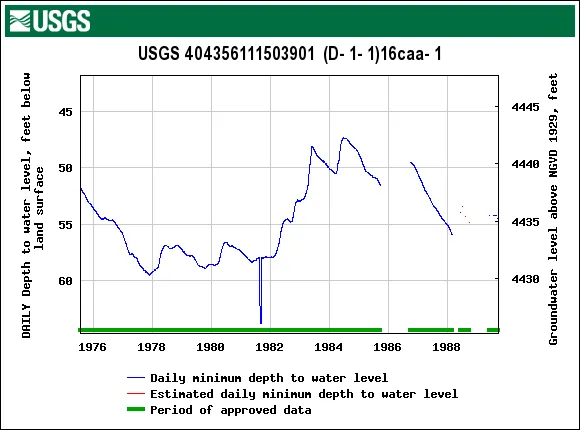 USGS
USGS 404356111503901 (D- 1- 1)16caa- 1
DAILY Depth to water level, feet below
land surface
45
50
55
60
4445
4440
4435
4430
Groundwater level above NGVD 1929, feet
1976 1978 1980 1982 1984 1986 1988
Daily minimum depth to water level
Estimated daily minimum depth to water level
Period of approved data